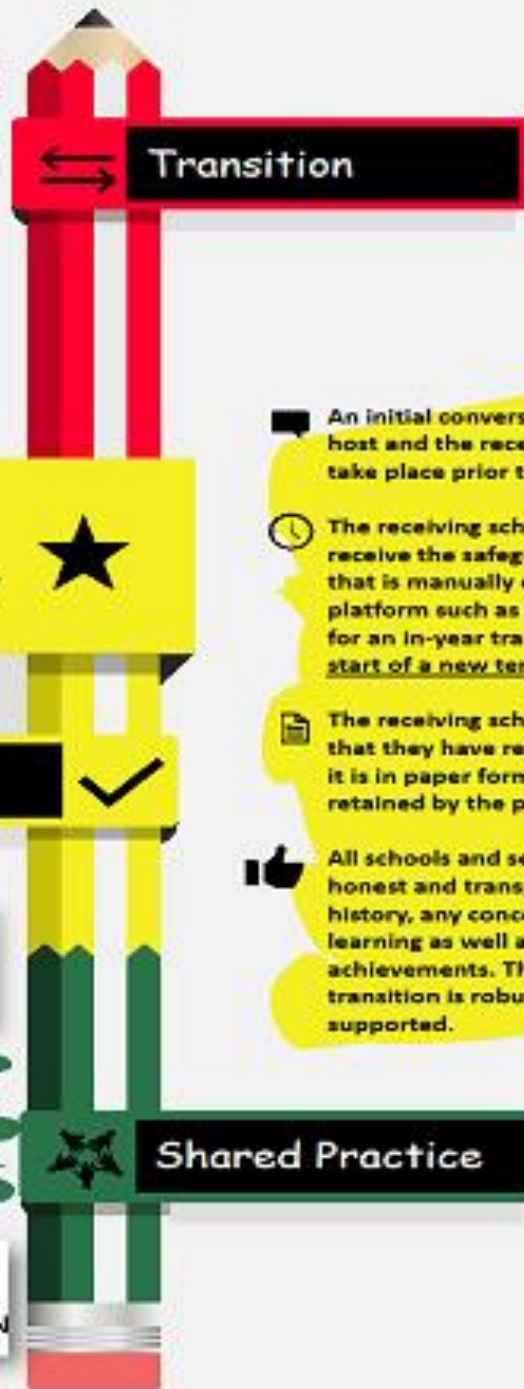 Transition
An initial convers
host and the rece
take place prior t
The receiving sch
receive the safeg
that is manually
platform such as
for an in-year tra
start of a new ter
The receiving sch
that they have re
it is in paper form
retained by the p
All schools and se
honest and trans
history, any conce
learning as well a
achievements. Th
transition is robu
supported.
Shared Practice
N